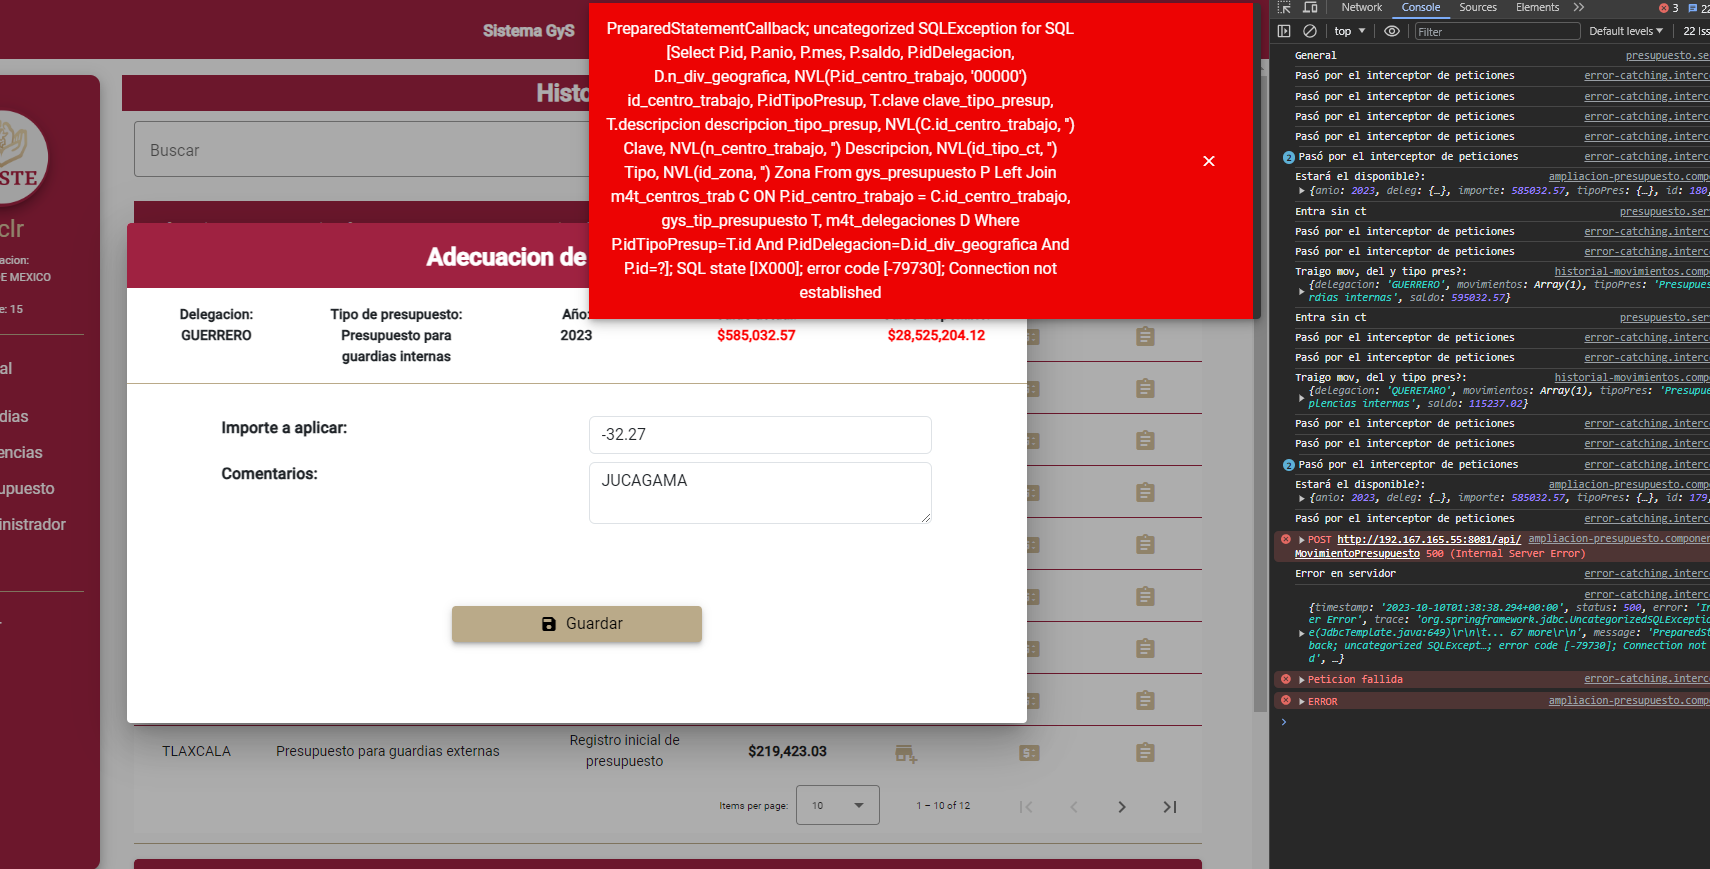 Sistema GyS
PreparedStatementCallback; uncategorized SQLException for SQL
[Select P.id, P.anio, P.mes, P.saldo, P.idDelegacion,
D.n_div_geografica, NVL(P.id_centro_trabajo, '00000')
id_centro_trabajo, P.idTipoPresup, T.clave clave_tipo_presup,
T.descripcion descripcion_tipo_presup, NVL(C.id_centro_trabajo, '')
Clave, NVL(n_centro_trabajo, '') Descripcion, NVL(id_tipo_ct, '')
Tipo, NVL(id_zona, '') Zona From gys_presupuesto P Left Join
m4t_centros_trab C ON P.id_centro_trabajo = C.id_centro_trabajo,
gys_tip_presupuesto T, m4t_delegaciones D Where
P.idTipoPresup=T.id And P.idDelegacion=D.id_div_geografica And
P.id=?]; SQL state [IX000]; error code [-79730]; Connection not
established
STE
clr
acion:
DE MEXICO
e: 15
al
dias
encias
upuesto
inistrador
Histo
Buscar
Adecuacion de
Delegacion:
GUERRERO
Tipo de presupuesto:
Presupuesto para
guardias internas
Año:
2023
$585,032.57
$28,525,204.12
Importe a aplicar:
-32.27
Comentarios:
JUCAGAMA
Guardar
TLAXCALA
Presupuesto para guardias externas
Registro inicial de
presupuesto
$219,423.03
Items per page:
10
1 – 10 of 12
Network
Console
Sources
Elements
3
22
top
Filter
Default levels
22 Iss
General presupuesto.se
Pasó por el interceptor de peticiones error-catching.interc
Pasó por el interceptor de peticiones error-catching.interc
Pasó por el interceptor de peticiones error-catching.interc
Pasó por el interceptor de peticiones error-catching.interc
2 Pasó por el interceptor de peticiones error-catching.interc
Estará el disponible?: ampliacion-presupuesto.comp
{anio: 2023, deleg: {…}, importe: 585032.57, tipoPres: {…}, id: 180,
Entra sin ct presupuesto.ser
Pasó por el interceptor de peticiones error-catching.interc
Pasó por el interceptor de peticiones error-catching.interc
Traigo mov, del y tipo pres?: historial-movimientos.compo
{delegacion: 'GUERRERO', movimientos: Array(1), tipoPres: 'Presupues
rdias internas', saldo: 595032.57}
Entra sin ct presupuesto.ser
Pasó por el interceptor de peticiones error-catching.interc
Pasó por el interceptor de peticiones error-catching.interc
Traigo mov, del y tipo pres?: historial-movimientos.compo
{delegacion: 'QUERETARO', movimientos: Array(1), tipoPres: 'Presupue
plencias internas', saldo: 115237.02}
Pasó por el interceptor de peticiones error-catching.interc
Pasó por el interceptor de peticiones error-catching.interc
2 Pasó por el interceptor de peticiones error-catching.interc
Estará el disponible?: ampliacion-presupuesto.comp
{anio: 2023, deleg: {…}, importe: 585032.57, tipoPres: {…}, id: 179,
Pasó por el interceptor de peticiones error-catching.interc
POST http://192.167.165.55:8081/api/ ampliacion-presupuesto.componen
MovimientoPresupuesto 500 (Internal Server Error)
Error en servidor error-catching.interc
error-catching.interc
{timestamp: '2023-10-10T01:38:38.294+00:00', status: 500, error: 'In
er Error', trace: 'org.springframework.jdbc.UncategorizedSQLExceptio
e(JdbcTemplate.java:649)\r\n\t... 67 more\r\n', message: 'PreparedSt
back; uncategorized SQLExcept…; error code [-79730]; Connection not
d', …}
Peticion fallida error-catching.interc
ERROR ampliacion-presupuesto.compo